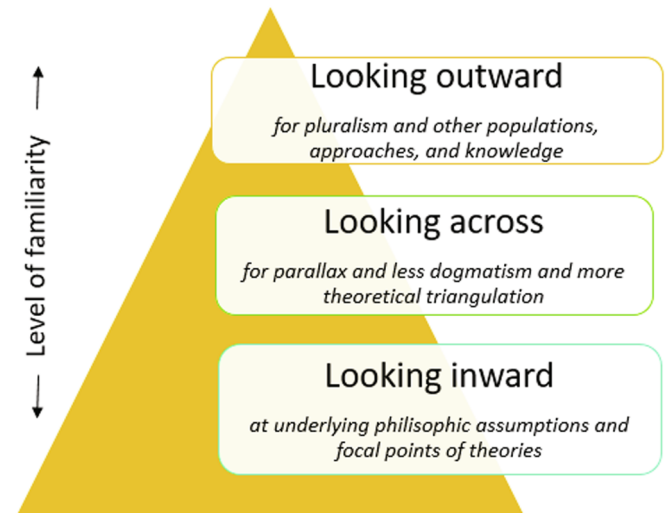 Level of familiarity
Looking outward
for pluralism and other populations,
approaches, and knowledge
Looking across
for parallax and less dogmatism and more
theoretical triangulation
Looking inward
at underlying philisophic assumptions and
focal points of theories